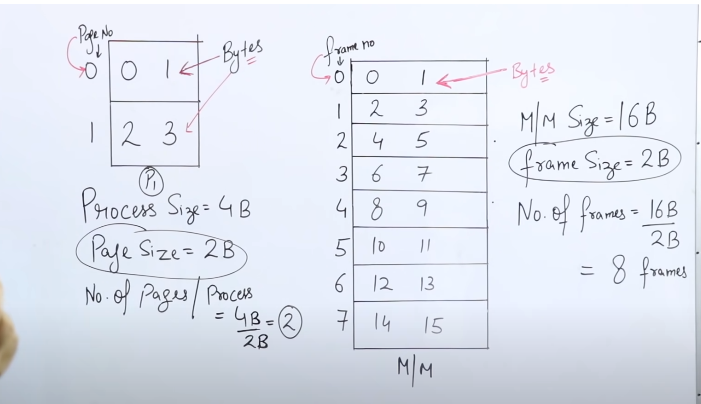 Page No
0 0 1 Bytes
1 2 3
P1
Process Size = 4B
Page Size = 2B
No. of Pages/Process
= 4B/2B = 2
frame no
0 0 1 Bytes
1 2 3
2 4 5
3 6 7
4 8 9
5 10 11
6 12 13
7 14 15
M/M
M/M Size = 16B
frame Size = 2B
No. of frames = 16B/2B
= 8 frames